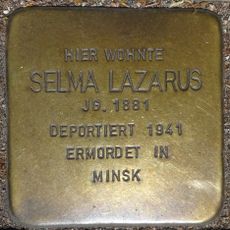 HIER WOHNTE
SELMA LAZARUS
JG. 1881
DEPORTIERT 1941
ERMORDET IN
MINSK